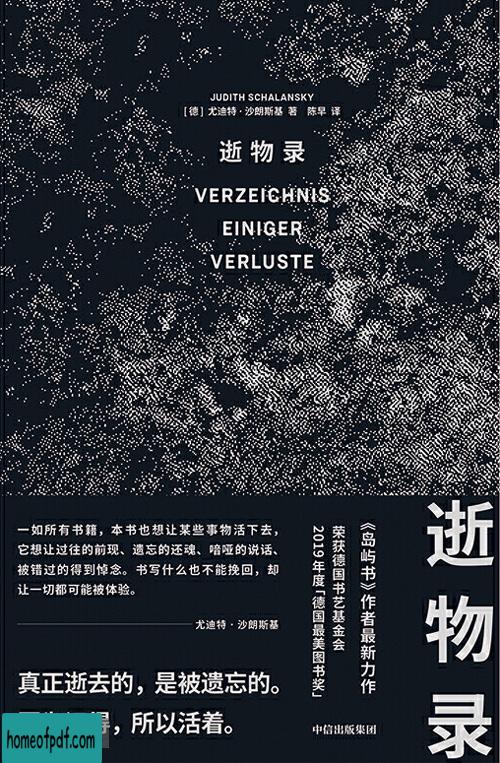 JUDITH SCHALANSKY
[德] 尤迪特·沙朗斯基 著 陈早 译
逝物录
VERZEICHNIS
EINIGER
VERLUSTE
一如所有书籍，本书也想让某些事物活下去，
它想让过往的前现、遗忘的还魂、喑哑的说话、
被错过的得到悼念。书写什么也不能挽回，却
让一切都可能被体验。
尤迪特·沙朗斯基
真正逝去的，是被遗忘的。
得，所以活着。
《岛屿书》作者最新力作
荣获德国书艺基金会
2019年度「德国最美图书奖」
逝物录
中信出版集团
homeofpdf.com